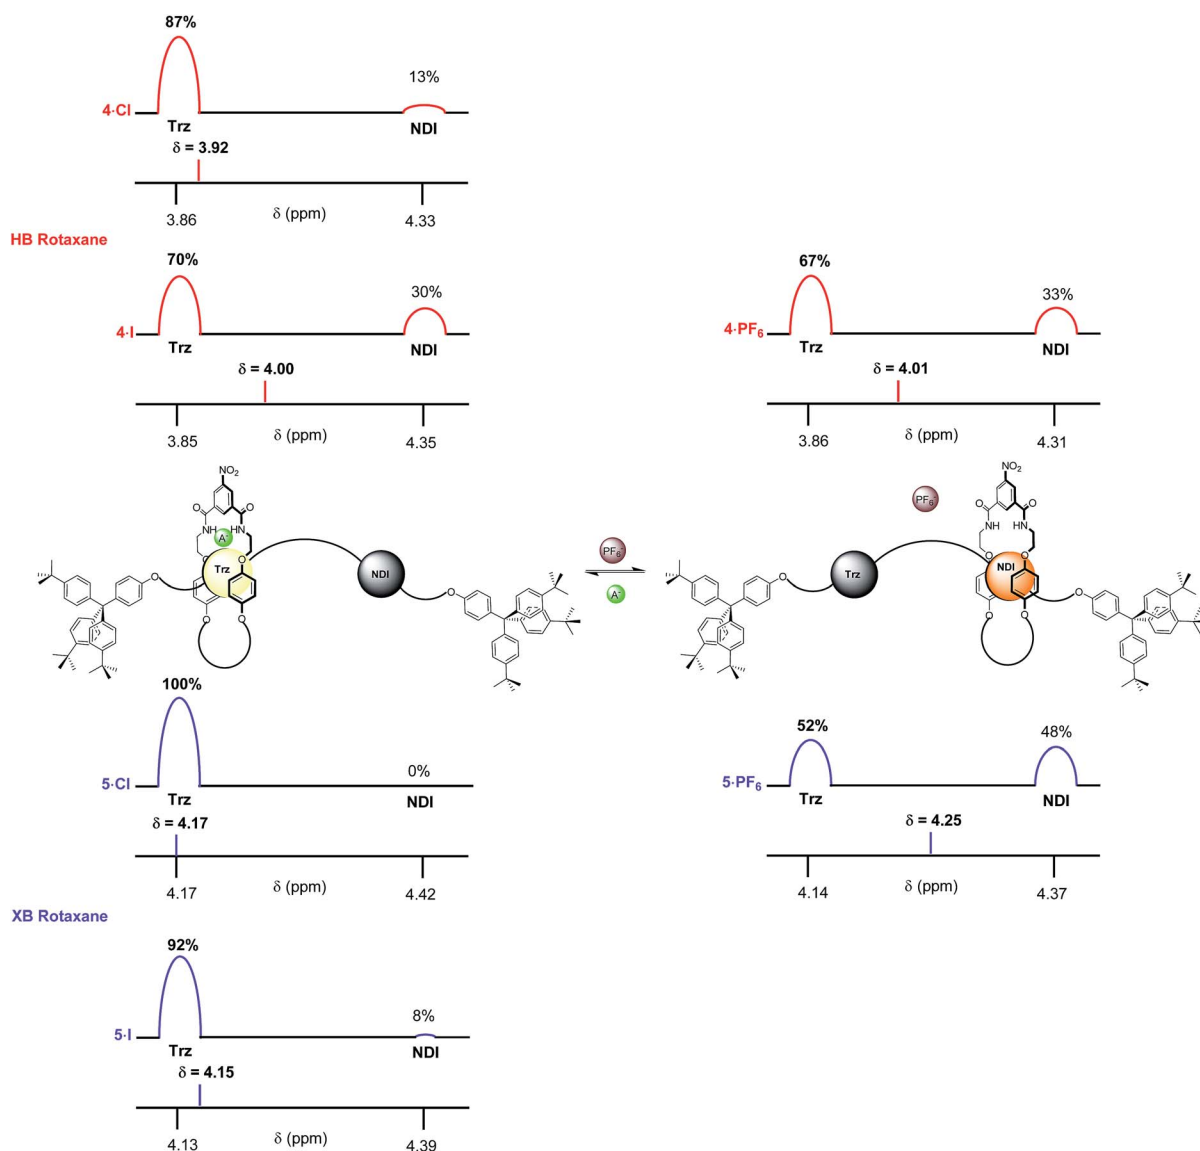 87%
13%
4·Cl
Trz
NDI
δ = 3.92
3.86
δ (ppm)
4.33
HB Rotaxane
70%
30%
4·I
Trz
NDI
δ = 4.00
3.85
δ (ppm)
4.35
67%
33%
4·PF6
Trz
NDI
δ = 4.01
3.86
δ (ppm)
4.31
NO2
O
O
NH
HN
A-
O
O
Trz
NDI
O
O
O
O
PF6-
A-
NO2
PF6-
O
O
NH
HN
O
O
Trz
NDI
O
O
O
O
100%
0%
5·Cl
Trz
NDI
δ = 4.17
4.17
δ (ppm)
4.42
52%
48%
5·PF6
Trz
NDI
δ = 4.25
4.14
δ (ppm)
4.37
XB Rotaxane
92%
8%
5·I
Trz
NDI
δ = 4.15
4.13
δ (ppm)
4.39